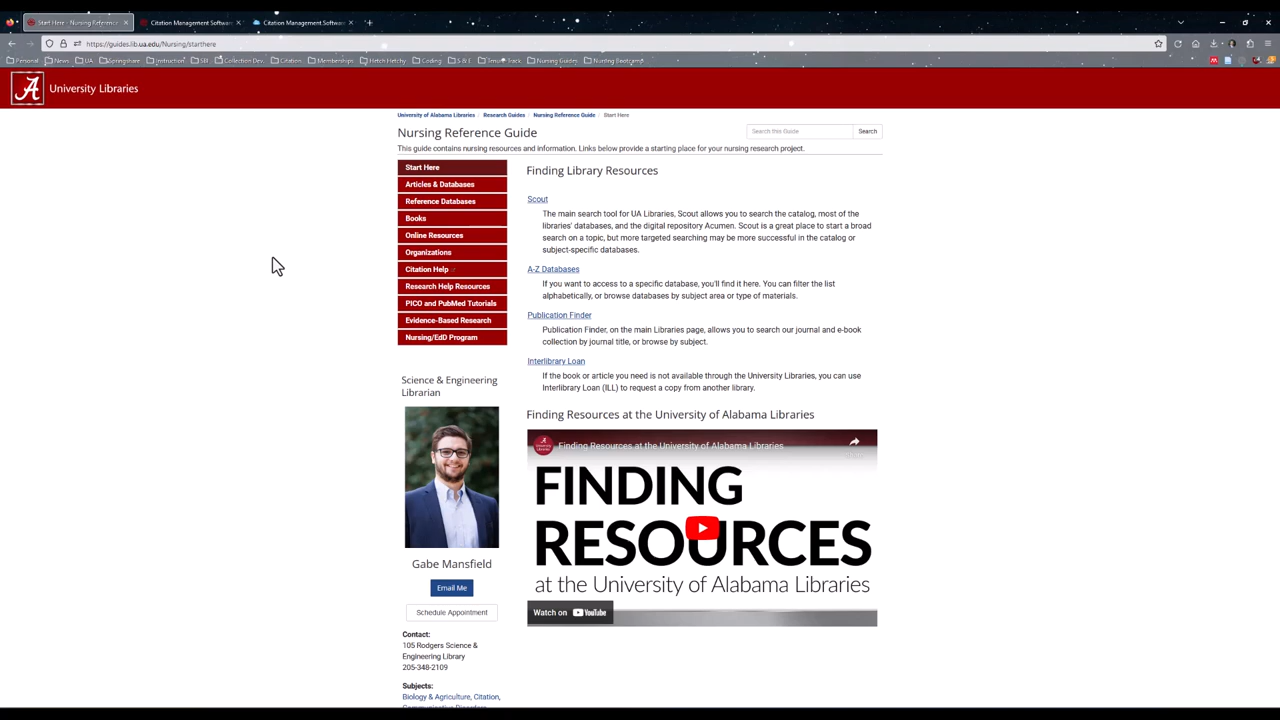 Start Here - Nursing Reference
Citation Management Software
Citation Management Software
https://guides.lib.ua.edu/Nursing/starthere
Personal News UA Springshare Instruction SEL Collection Dev. Citation Memberships Hetch Hetchy Coding S & E Tenure Track Nursing Guides Nursing Bootcamp
University Libraries
University of Alabama Libraries / Research Guides / Nursing Reference Guide / Start Here
Nursing Reference Guide
Search this Guide Search
This guide contains nursing resources and information. Links below provide a starting place for your nursing research project.
Start Here
Articles & Databases
Reference Databases
Books
Online Resources
Organizations
Citation Help
Research Help Resources
PICO and PubMed Tutorials
Evidence-Based Research
Nursing/EdD Program
Science & Engineering
Librarian
Gabe Mansfield
Email Me
Schedule Appointment
Contact:
105 Rodgers Science &
Engineering Library
205-348-2109
Subjects:
Biology & Agriculture, Citation,
Finding Library Resources
Scout
The main search tool for UA Libraries, Scout allows you to search the catalog, most of the
libraries' databases, and the digital repository Acumen. Scout is a great place to start a broad
search on a topic, but more targeted searching may be more successful in the catalog or
subject-specific databases.
A-Z Databases
If you want to access to a specific database, you'll find it here. You can filter the list
alphabetically, or browse databases by subject area or type of materials.
Publication Finder
Publication Finder, on the main Libraries page, allows you to search our journal and e-book
collection by journal title, or browse by subject.
Interlibrary Loan
If the book or article you need is not available through the University Libraries, you can use
Interlibrary Loan (ILL) to request a copy from another library.
Finding Resources at the University of Alabama Libraries
Finding Resources at the University of Alabama Libraries
Share
FINDING
RESOURCES
at the University of Alabama Libraries
Watch on YouTube